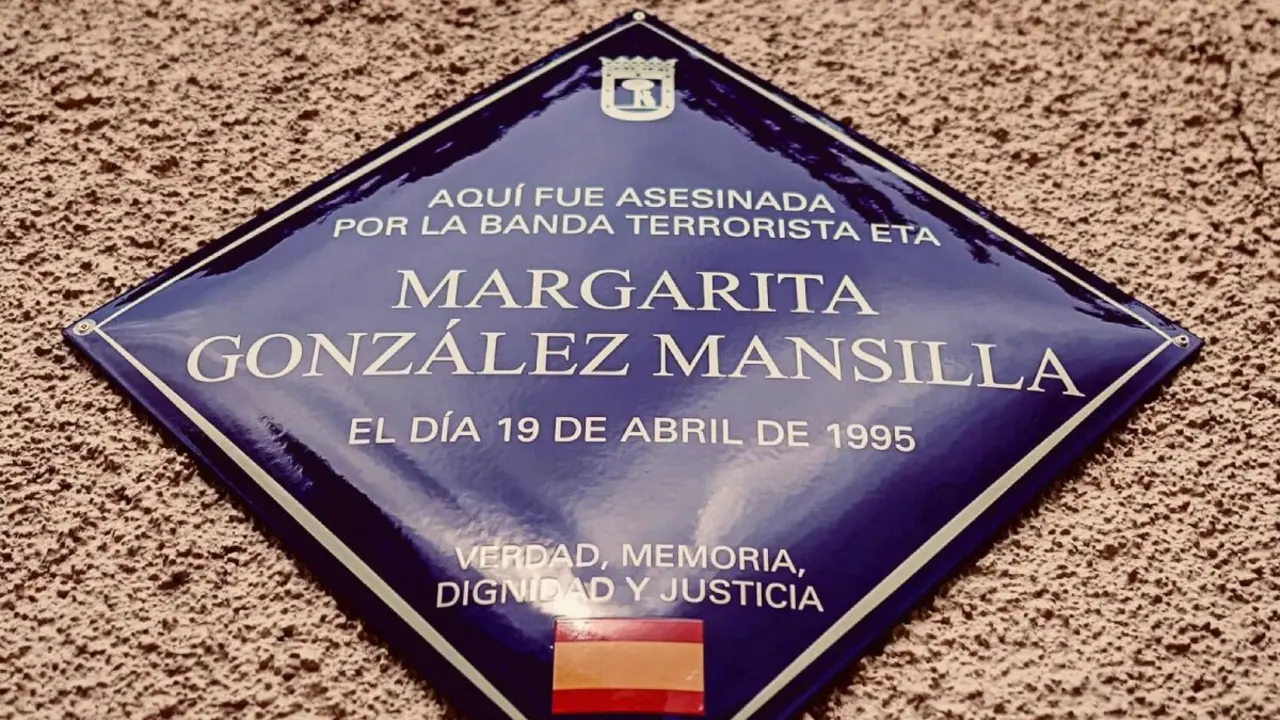 AQUÍ FUE ASESINADA
POR LA BANDA TERRORISTA ETA
MARGARITA
GONZÁLEZ MANSILLA
EL DÍA 19 DE ABRIL DE 1995
VERDAD, MEMORIA,
DIGNIDAD Y JUSTICIA